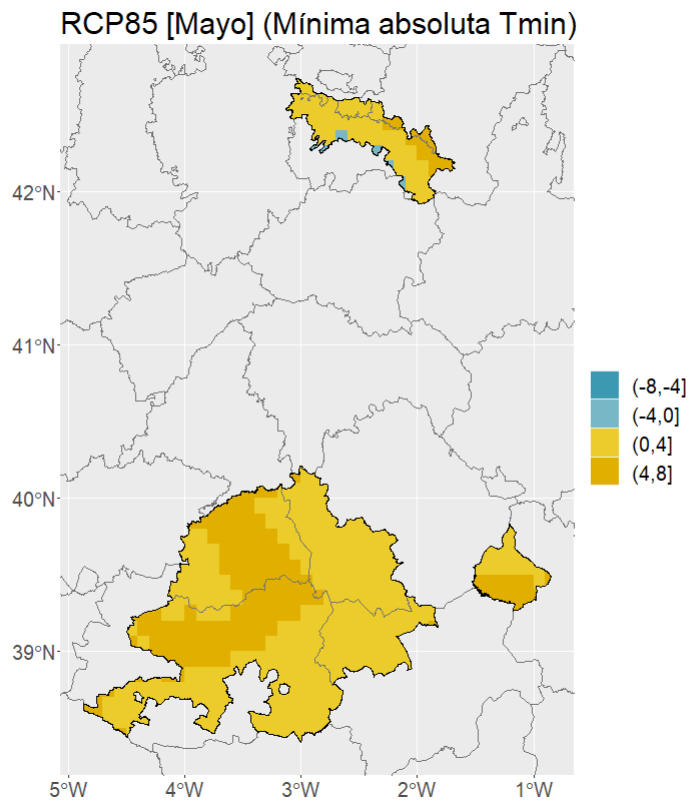 RCP85 [Mayo] (Mínima absoluta Tmin)
42°N
41°N
40°N
39°N
5°W 4°W 3°W 2°W 1°W
(-8,-4]
(-4,0]
(0,4]
(4,8]